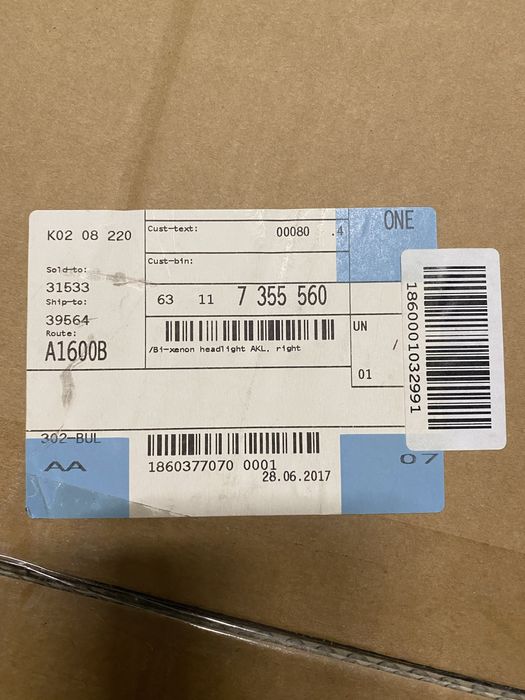 K02 08 220
Cust-text:
00080 .4
ONE
Cust-bin:
Sold-to:
31533
Ship-to:
39564
Route:
A1600B
63 11 7 355 560
/Bi-xenon headlight AKL, right
UN
/
01
1860001032991
302-BUL
AA
1860377070 0001
28.06.2017
07